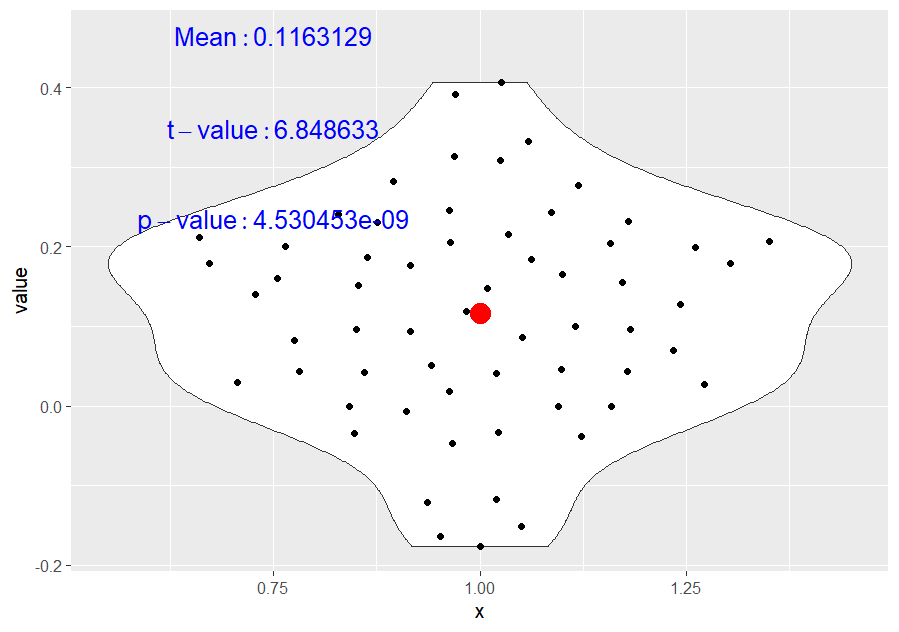 Mean : 0.1163129
0.4
t − value : 6.848633
p − value : 4.530453e-09
0.2
value
0.0
-0.2
0.75 1.00 1.25
x